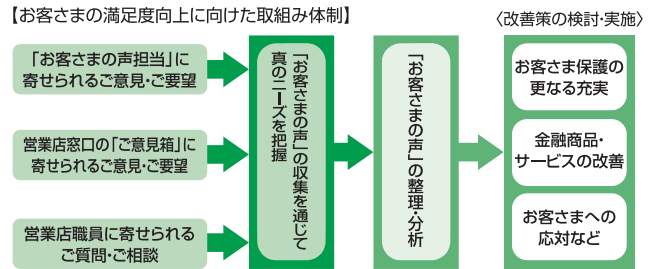 【お客さまの満足度向上に向けた取組み体制】
〈改善策の検討・実施〉
「お客さまの声担当」に
寄せられるご意見・ご要望
営業店窓口の「ご意見箱」に
寄せられるご意見・ご要望
営業店職員に寄せられる
ご質問・ご相談
「お客さまの声」の収集を通じて
真のニーズを把握
「お客さまの声」の整理・分析
お客さま保護の
更なる充実
金融商品・
サービスの改善
お客さまへの
応対など